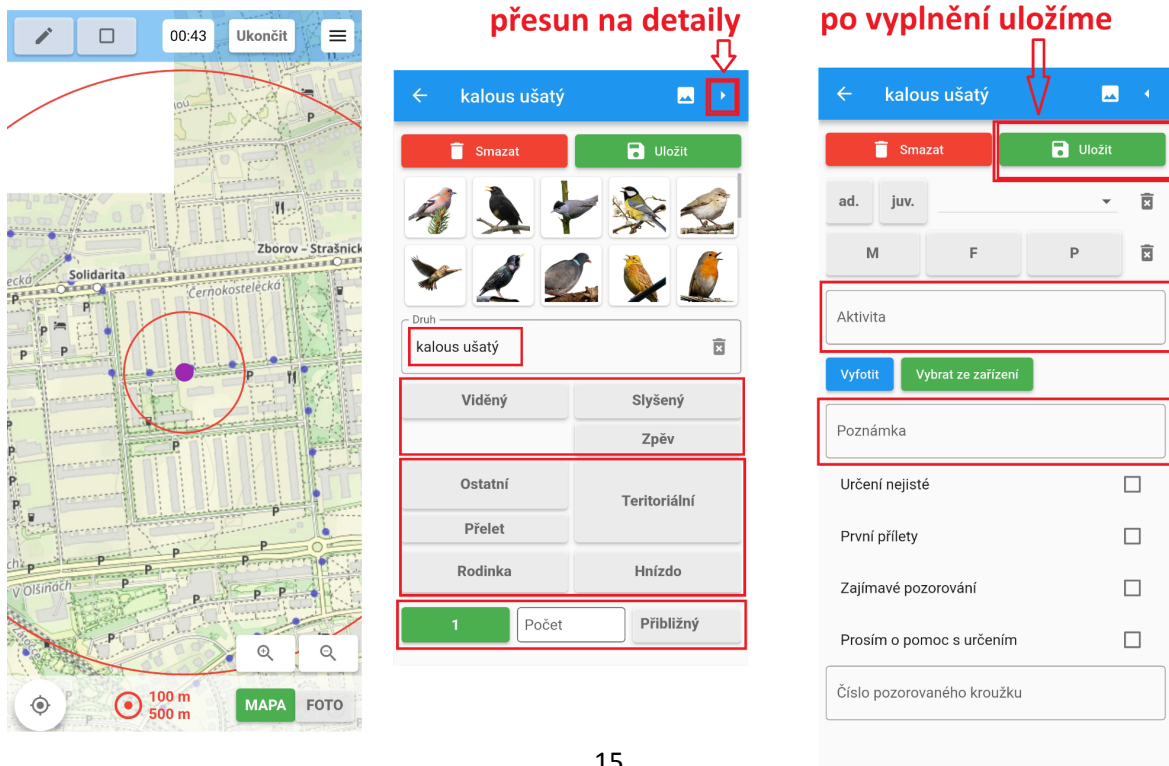 přesun na detaily
po vyplnění uložíme
00:43
Ukončit
Zborov – Strašnick
Solidarita
Černokostelecká
ecká
V Olšinách
P
P
P
P
P
P
P
P
P
P
P
P
P
100 m
500 m
MAPA
FOTO
kalous ušatý
Smazat
Uložit
Druh
kalous ušatý
Viděný
Slyšený
Zpěv
Ostatní
Teritoriální
Přelet
Rodinka
Hnízdo
1
Počet
Přibližný
kalous ušatý
Smazat
Uložit
ad.
juv.
M
F
P
Aktivita
Vyfotit
Vybrat ze zařízení
Poznámka
Určení nejisté
První přílety
Zajímavé pozorování
Prosím o pomoc s určením
Číslo pozorovaného kroužku
15